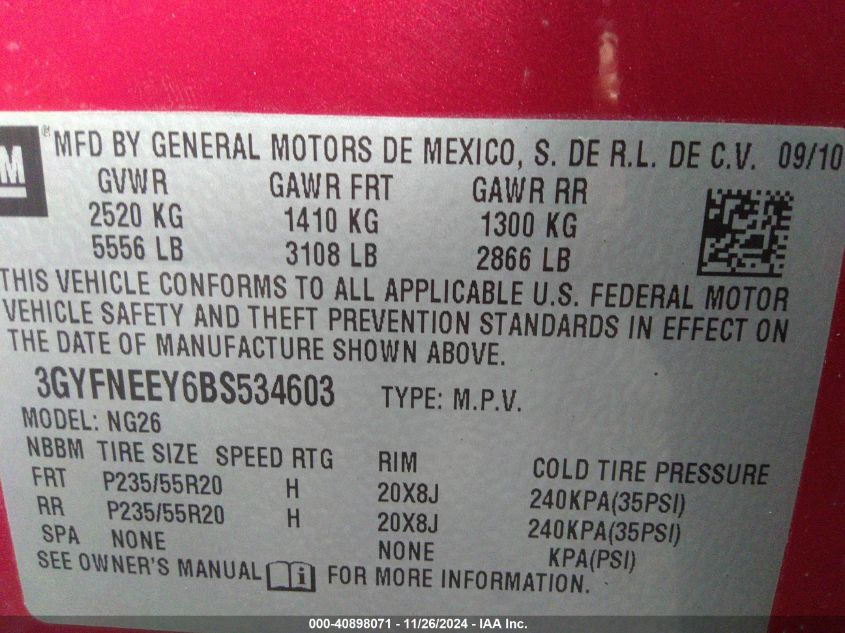 M ® MFD BY GENERAL MOTORS DE MEXICO, S. DE R.L. DE C.V. 09/10
GVWR GAWR FRT GAWR RR
2520 KG 1410 KG 1300 KG
5556 LB 3108 LB 2866 LB
THIS VEHICLE CONFORMS TO ALL APPLICABLE U.S. FEDERAL MOTOR
VEHICLE SAFETY AND THEFT PREVENTION STANDARDS IN EFFECT ON
THE DATE OF MANUFACTURE SHOWN ABOVE.
3GYFNEEY6BS534603 TYPE: M.P.V.
MODEL: NG26
NBBM TIRE SIZE SPEED RTG RIM COLD TIRE PRESSURE
FRT P235/55R20 H 20X8J 240KPA(35PSI)
RR P235/55R20 H 20X8J 240KPA(35PSI)
SPA NONE NONE KPA(PSI)
SEE OWNER'S MANUAL i FOR MORE INFORMATION.
000-40898071 - 11/26/2024 - IAA Inc.